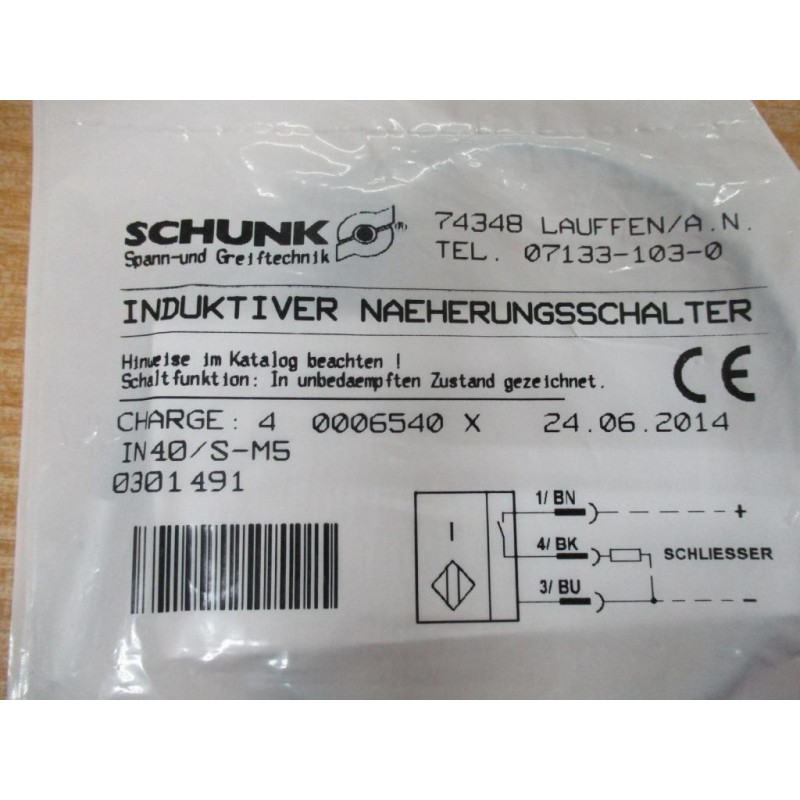 SCHUNK (R)
Spann-und Greiftechnik
74348 LAUFFEN/A.N.
TEL. 07133-103-0
INDUKTIVER NAEHERUNGSSCHALTER
Hinweise im Katalog beachten !
Schaltfunktion: In unbedaempften Zustand gezeichnet.
CE
CHARGE: 4 0006540 X 24.06.2014
IN40/S-M5
0301491
1/ BN +
I
4/ BK SCHLIESSER
3/ BU −